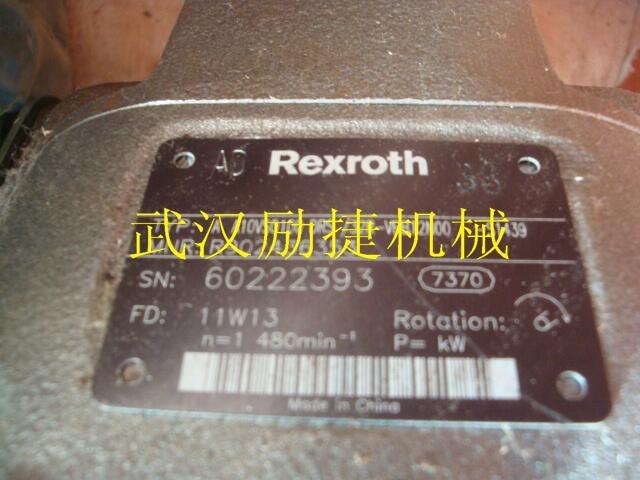 AD Rexroth 33
武汉励捷机械
SN: 60222393 7370
FD: 11W13 Rotation:
n=1 480min⁻¹ P= kW
Made in China